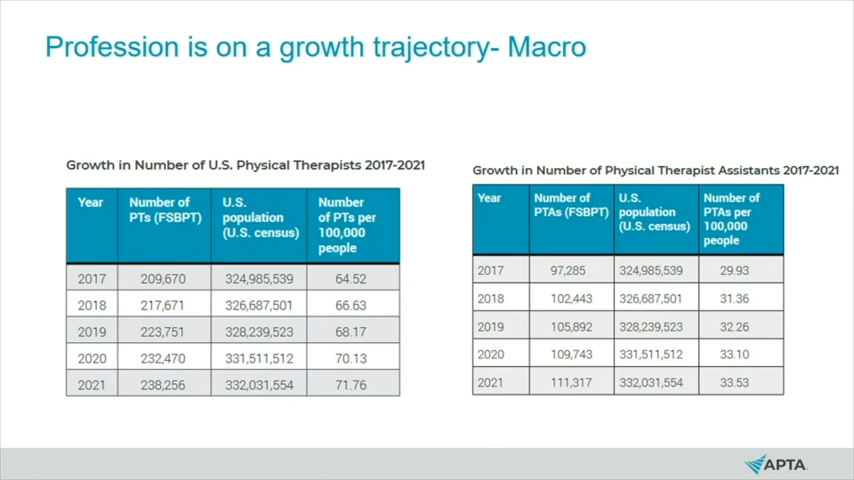 Profession is on a growth trajectory- Macro
Growth in Number of U.S. Physical Therapists 2017-2021
Year Number of PTs (FSBPT) U.S. population (U.S. census) Number of PTs per 100,000 people
2017 209,670 324,985,539 64.52
2018 217,671 326,687,501 66.63
2019 223,751 328,239,523 68.17
2020 232,470 331,511,512 70.13
2021 238,256 332,031,554 71.76
Growth in Number of Physical Therapist Assistants 2017-2021
Year Number of PTAs (FSBPT) U.S. population (U.S. census) Number of PTAs per 100,000 people
2017 97,285 324,985,539 29.93
2018 102,443 326,687,501 31.36
2019 105,892 328,239,523 32.26
2020 109,743 331,511,512 33.10
2021 111,317 332,031,554 33.53
APTA